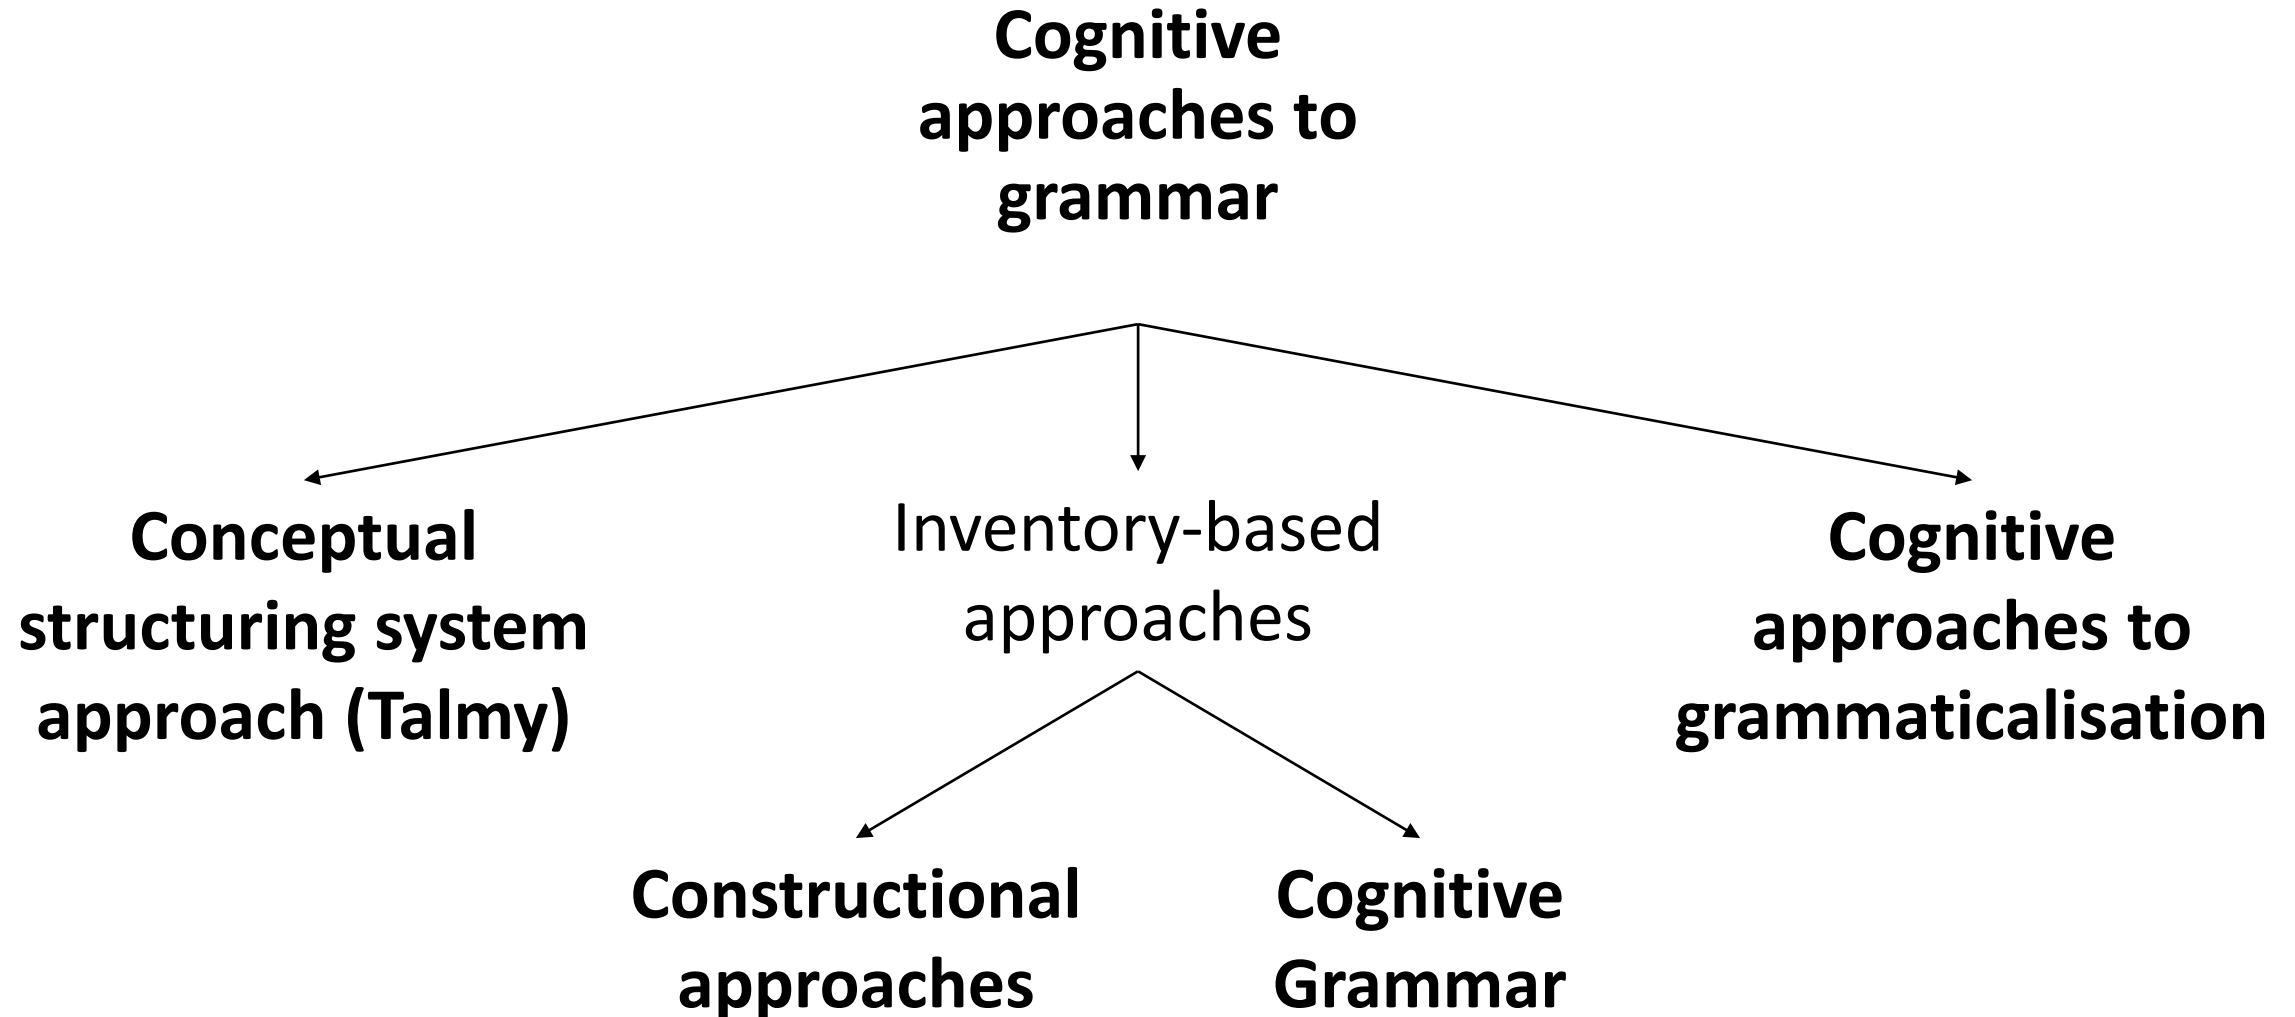 Cognitive
approaches to
grammar
Conceptual
structuring system
approach (Talmy)
Inventory-based
approaches
Cognitive
approaches to
grammaticalisation
Constructional
approaches
Cognitive
Grammar